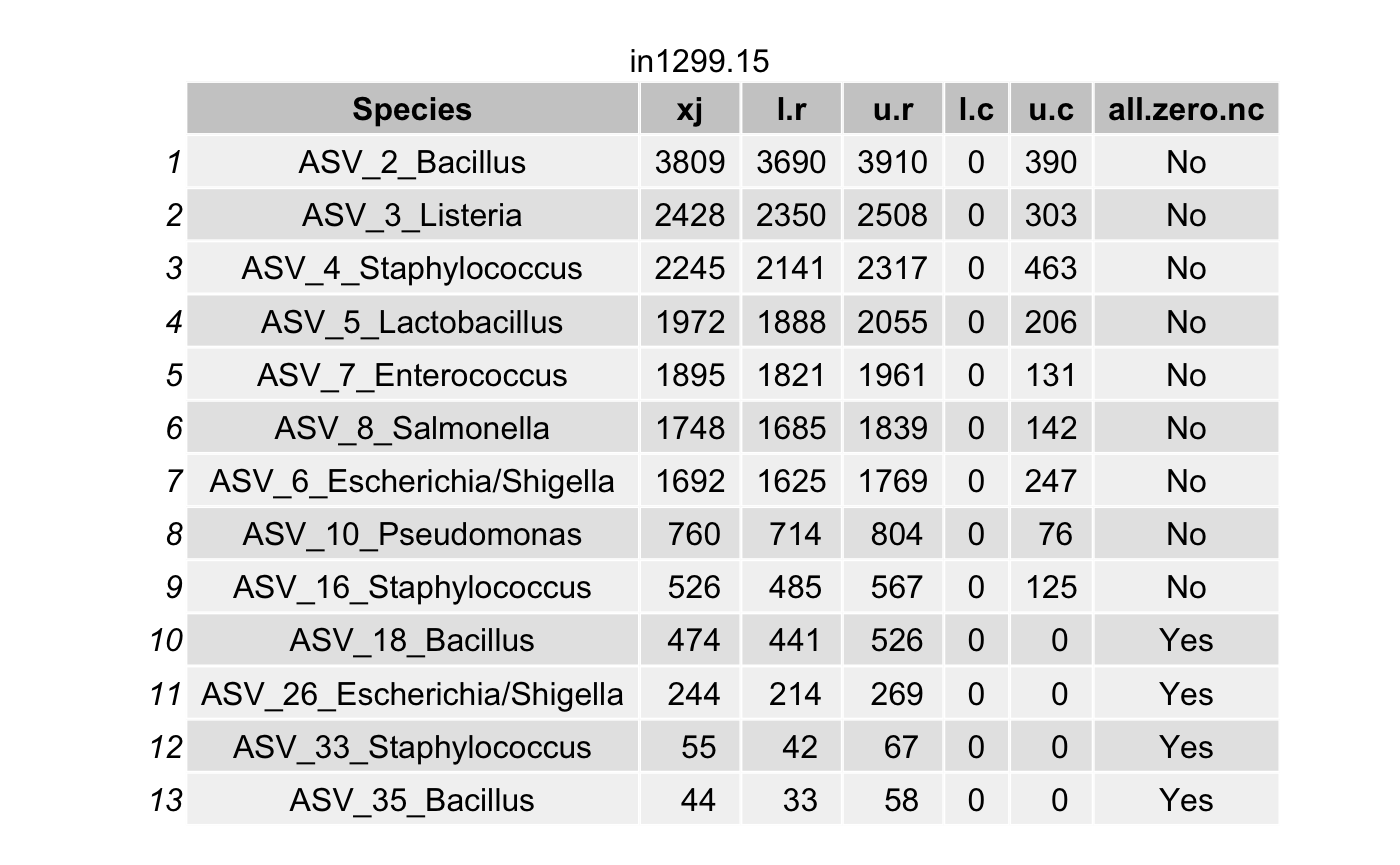 in1299.15
Species xj l.r u.r l.c u.c all.zero.nc
1 ASV_2_Bacillus 3809 3690 3910 0 390 No
2 ASV_3_Listeria 2428 2350 2508 0 303 No
3 ASV_4_Staphylococcus 2245 2141 2317 0 463 No
4 ASV_5_Lactobacillus 1972 1888 2055 0 206 No
5 ASV_7_Enterococcus 1895 1821 1961 0 131 No
6 ASV_8_Salmonella 1748 1685 1839 0 142 No
7 ASV_6_Escherichia/Shigella 1692 1625 1769 0 247 No
8 ASV_10_Pseudomonas 760 714 804 0 76 No
9 ASV_16_Staphylococcus 526 485 567 0 125 No
10 ASV_18_Bacillus 474 441 526 0 0 Yes
11 ASV_26_Escherichia/Shigella 244 214 269 0 0 Yes
12 ASV_33_Staphylococcus 55 42 67 0 0 Yes
13 ASV_35_Bacillus 44 33 58 0 0 Yes